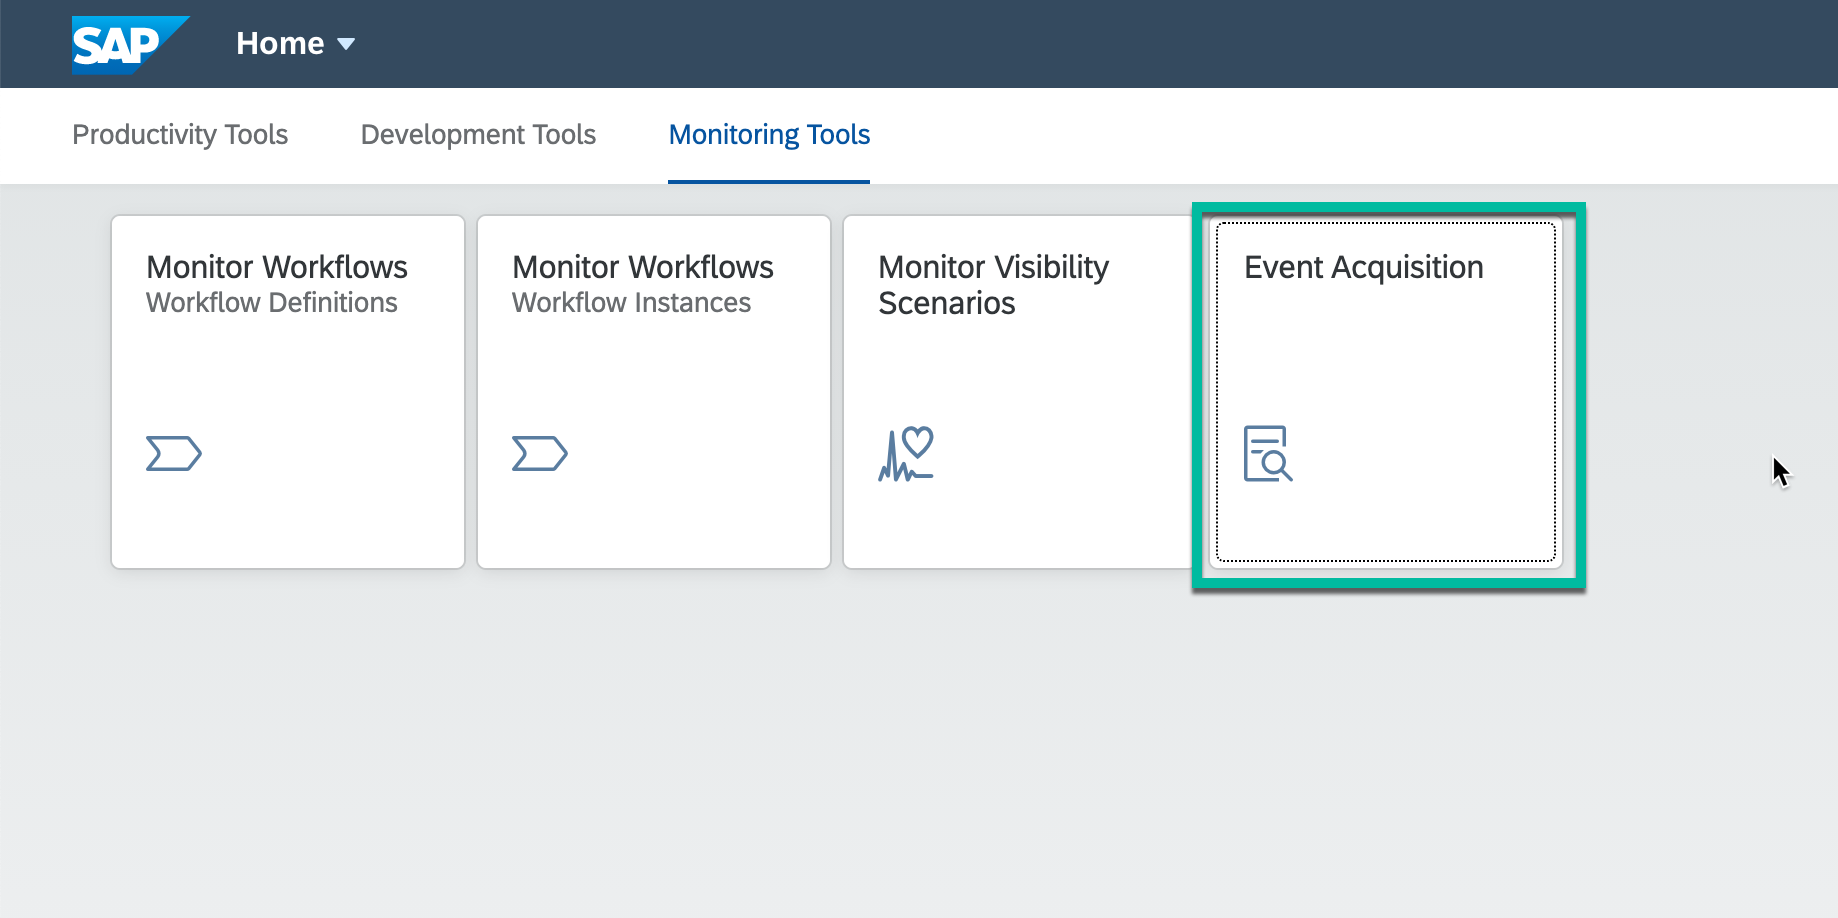 SAP
Home
Productivity Tools
Development Tools
Monitoring Tools
Monitor Workflows
Workflow Definitions
Monitor Workflows
Workflow Instances
Monitor Visibility
Scenarios
Event Acquisition